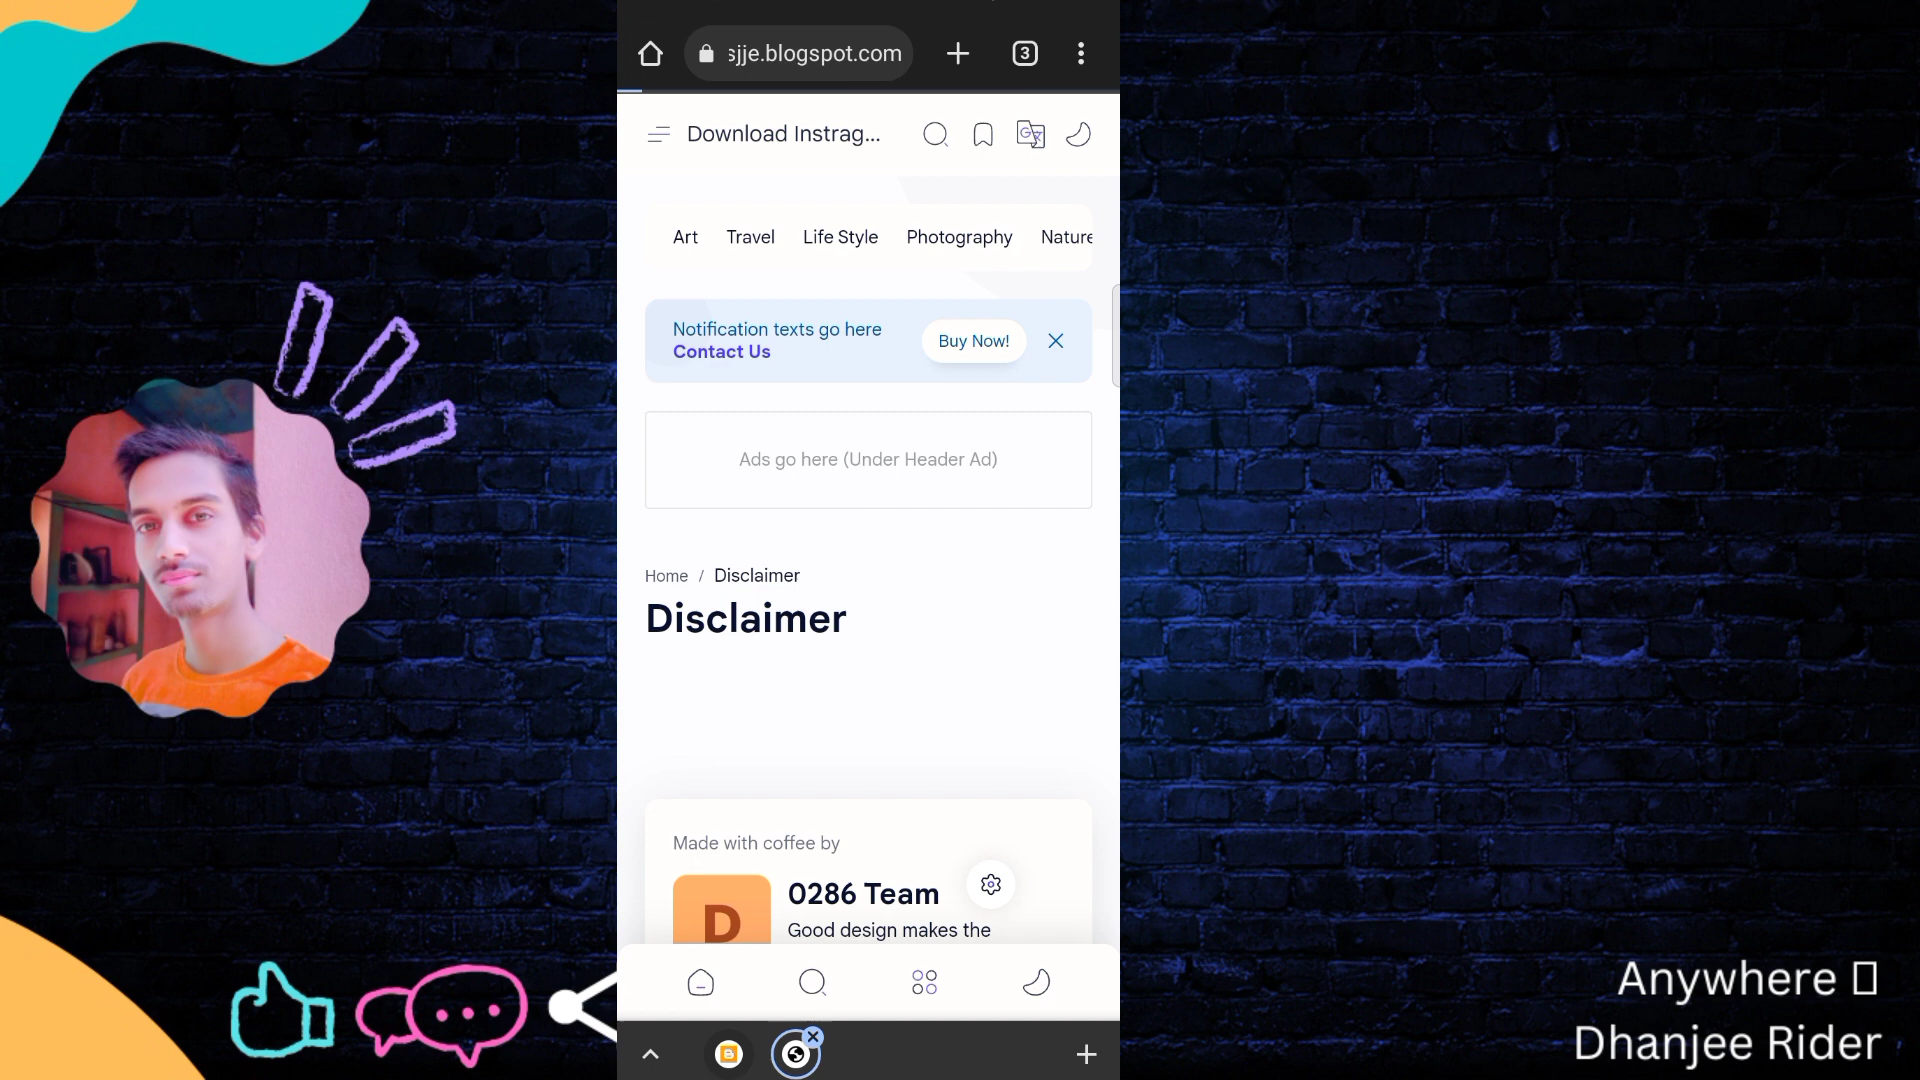 sjje.blogspot.com
3
Download Instrag...
Art Travel Life Style Photography Nature
Notification texts go here
Contact Us
Buy Now!
Ads go here (Under Header Ad)
Home / Disclaimer
Disclaimer
Made with coffee by
D
0286 Team
Good design makes the
Anywhere
Dhanjee Rider